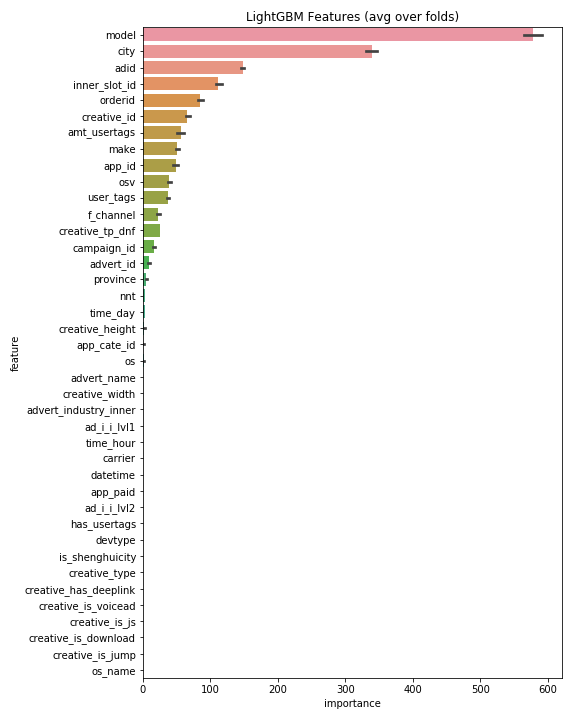 LightGBM Features (avg over folds)
model
city
adid
inner_slot_id
orderid
creative_id
amt_usertags
make
app_id
osv
user_tags
f_channel
creative_tp_dnf
campaign_id
advert_id
province
nnt
time_day
creative_height
app_cate_id
os
advert_name
creative_width
advert_industry_inner
ad_i_i_lvl1
time_hour
carrier
datetime
app_paid
ad_i_i_lvl2
has_usertags
devtype
is_shenghuicity
creative_type
creative_has_deeplink
creative_is_voicead
creative_is_js
creative_is_download
creative_is_jump
os_name
feature
0 100 200 300 400 500 600
importance